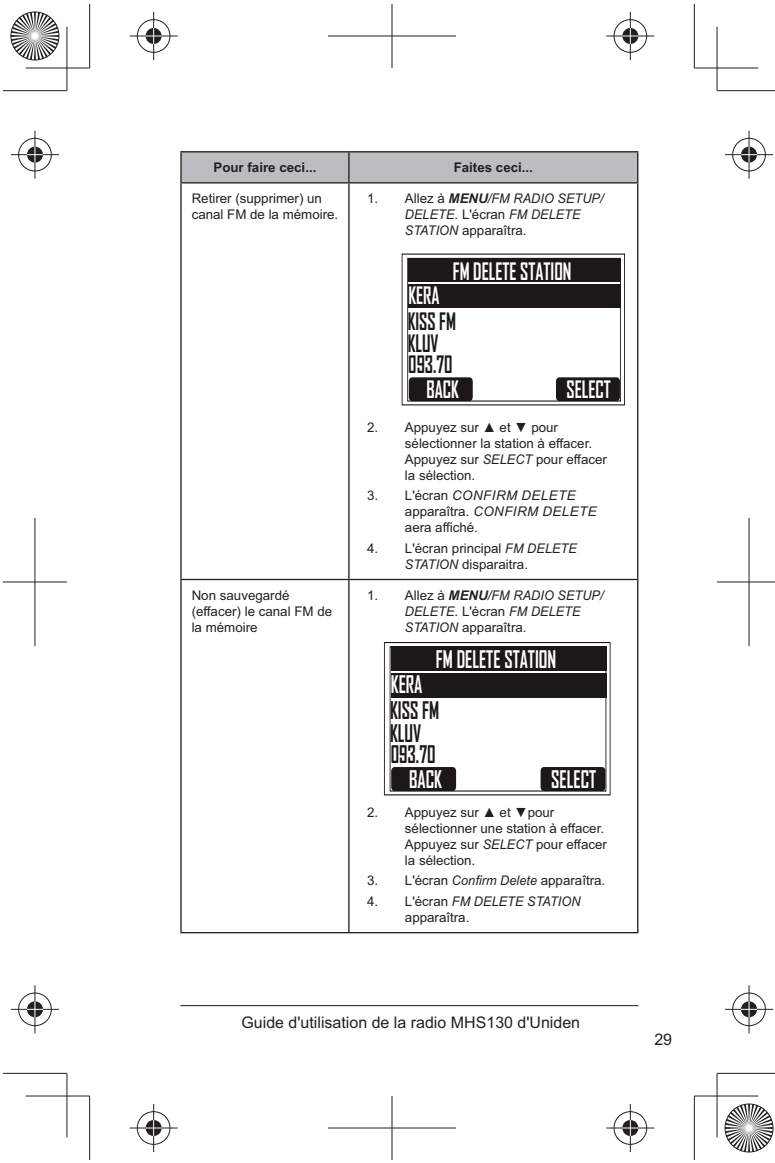 Pour faire ceci...
Faites ceci...
Retirer (supprimer) un
canal FM de la mémoire.
1. Allez à MENU/FM RADIO SETUP/
DELETE. L'écran FM DELETE
STATION apparaîtra.
FM DELETE STATION
KERA
KISS FM
KLUV
093.70
BACK SELECT
2. Appuyez sur ▲ et ▼ pour
sélectionner la station à effacer.
Appuyez sur SELECT pour effacer
la sélection.
3. L'écran CONFIRM DELETE
apparaîtra. CONFIRM DELETE
aera affiché.
4. L'écran principal FM DELETE
STATION disparaitra.
Non sauvegardé
(effacer) le canal FM de
la mémoire
1. Allez à MENU/FM RADIO SETUP/
DELETE. L'écran FM DELETE
STATION apparaîtra.
FM DELETE STATION
KERA
KISS FM
KLUV
093.70
BACK SELECT
2. Appuyez sur ▲ et ▼pour
sélectionner une station à effacer.
Appuyez sur SELECT pour effacer
la sélection.
3. L'écran Confirm Delete apparaîtra.
4. L'écran FM DELETE STATION
apparaîtra.
Guide d'utilisation de la radio MHS130 d'Uniden
29